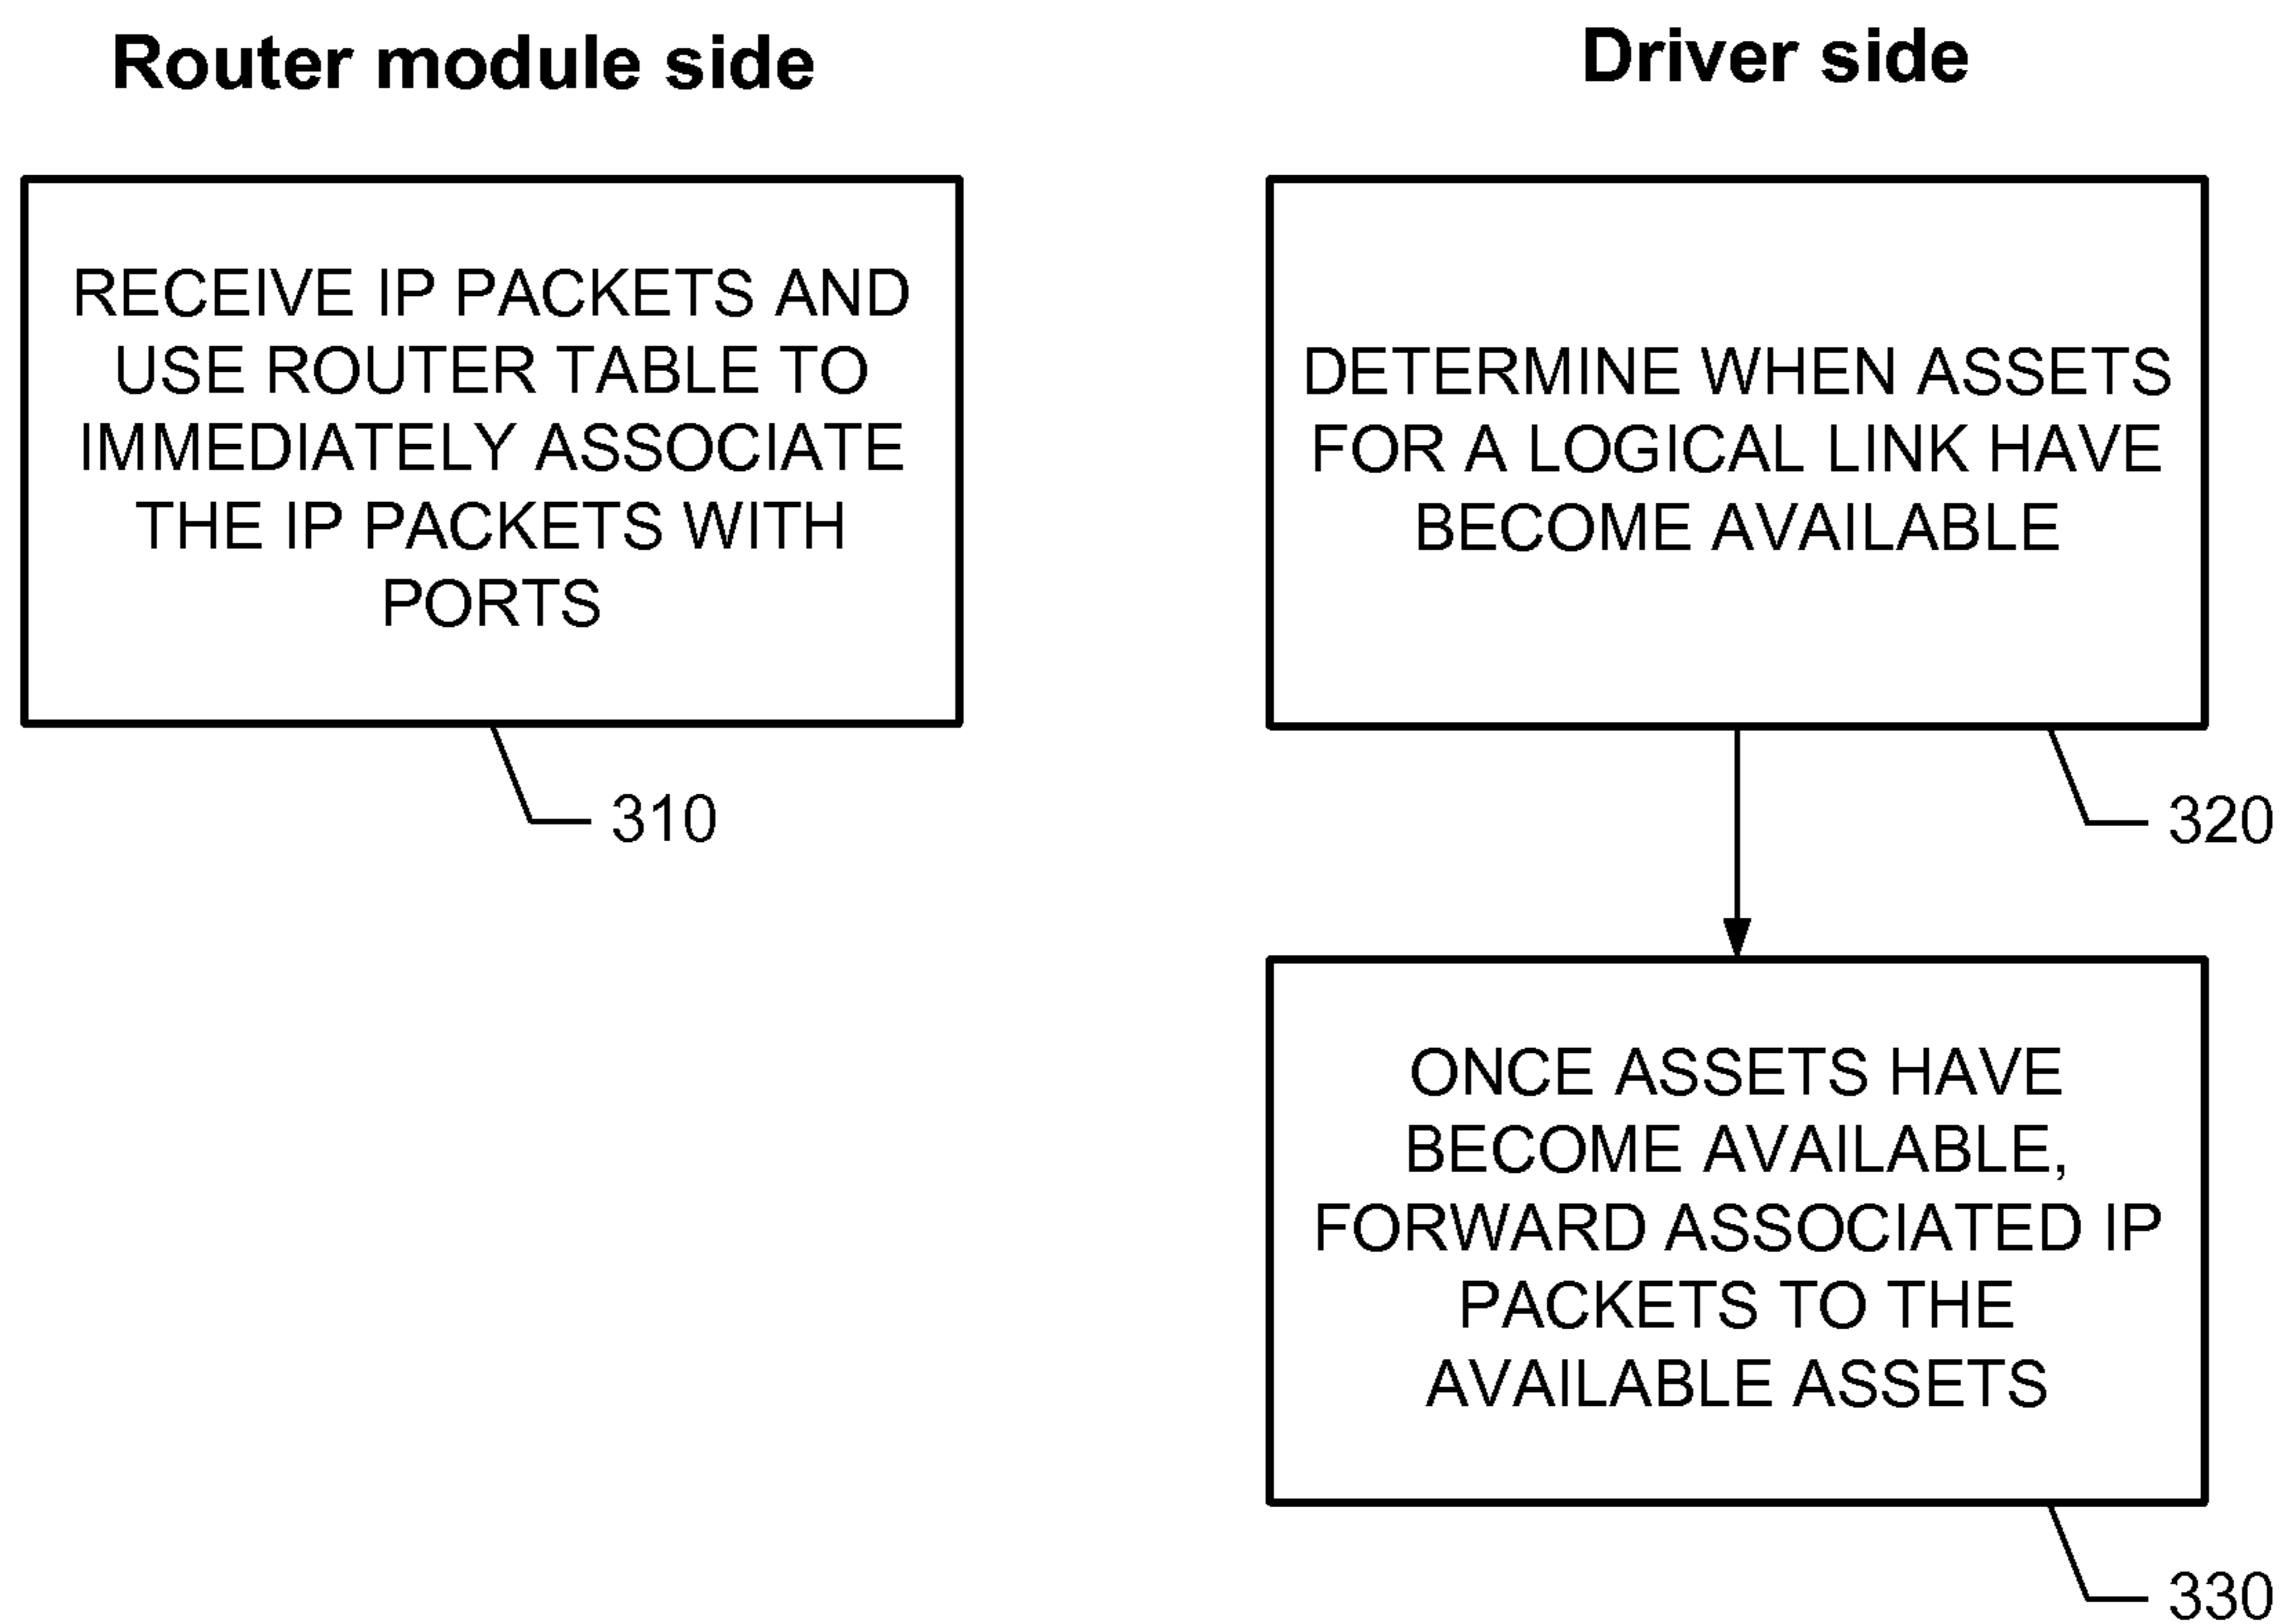 Router module side
RECEIVE IP PACKETS AND
USE ROUTER TABLE TO
IMMEDIATELY ASSOCIATE
THE IP PACKETS WITH
PORTS
310
Driver side
DETERMINE WHEN ASSETS
FOR A LOGICAL LINK HAVE
BECOME AVAILABLE
320
ONCE ASSETS HAVE
BECOME AVAILABLE,
FORWARD ASSOCIATED IP
PACKETS TO THE
AVAILABLE ASSETS
330